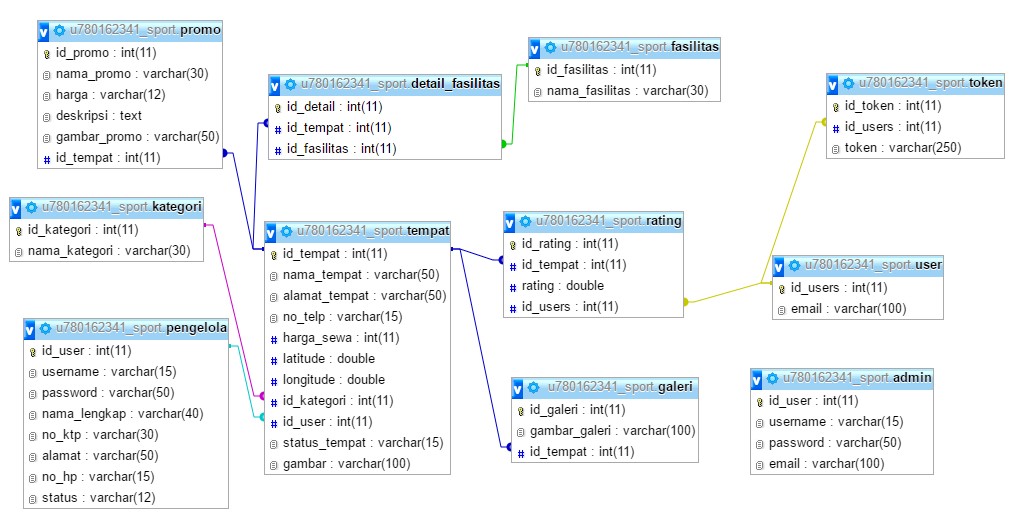 u780162341_sport.promo
id_promo : int(11)
nama_promo : varchar(30)
harga : varchar(12)
deskripsi : text
gambar_promo : varchar(50)
id_tempat : int(11)
u780162341_sport.detail_fasilitas
id_detail : int(11)
id_tempat : int(11)
id_fasilitas : int(11)
u780162341_sport.fasilitas
id_fasilitas : int(11)
nama_fasilitas : varchar(30)
u780162341_sport.token
id_token : int(11)
id_users : int(11)
token : varchar(250)
u780162341_sport.kategori
id_kategori : int(11)
nama_kategori : varchar(30)
u780162341_sport.tempat
id_tempat : int(11)
nama_tempat : varchar(50)
alamat_tempat : varchar(50)
no_telp : varchar(15)
harga_sewa : int(11)
latitude : double
longitude : double
id_kategori : int(11)
id_user : int(11)
status_tempat : varchar(15)
gambar : varchar(100)
u780162341_sport.rating
id_rating : int(11)
id_tempat : int(11)
rating : double
id_users : int(11)
u780162341_sport.user
id_users : int(11)
email : varchar(100)
u780162341_sport.pengelola
id_user : int(11)
username : varchar(15)
password : varchar(50)
nama_lengkap : varchar(40)
no_ktp : varchar(30)
alamat : varchar(50)
no_hp : varchar(15)
status : varchar(12)
u780162341_sport.galeri
id_galeri : int(11)
gambar_galeri : varchar(100)
id_tempat : int(11)
u780162341_sport.admin
id_user : int(11)
username : varchar(15)
password : varchar(50)
email : varchar(100)